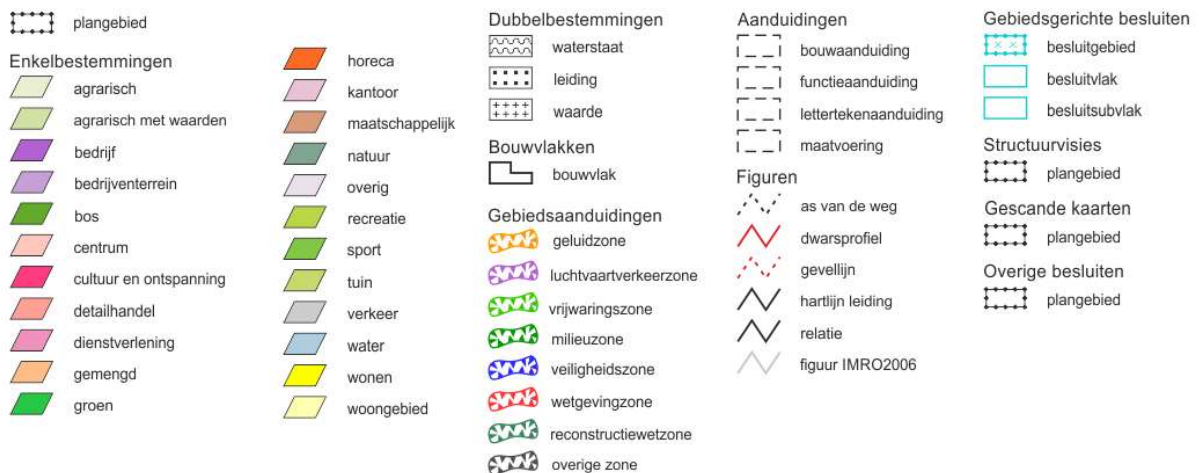 plangebied
Enkelbestemmingen
agrarisch
agrarisch met waarden
bedrijf
bedrijventerrein
bos
centrum
cultuur en ontspanning
detailhandel
dienstverlening
gemengd
groen
horeca
kantoor
maatschappelijk
natuur
overig
recreatie
sport
tuin
verkeer
water
wonen
woongebied
Dubbelbestemmingen
waterstaat
leiding
waarde
Bouwvlakken
bouwvlak
Gebiedsaanduidingen
geluidzone
luchtvaartverkeerzone
vrijwaringszone
milieuzone
veiligheidszone
wetgevingzone
reconstructiewetzone
overige zone
Aanduidingen
bouwaanduiding
functieaanduiding
lettertekenaanduiding
maatvoering
Figuren
as van de weg
dwarsprofiel
gevellijn
hartlijn leiding
relatie
figuur IMRO2006
Gebiedsgerichte besluiten
besluitgebied
besluitvlak
besluitsubvlak
Structuurvisies
plangebied
Gescande kaarten
plangebied
Overige besluiten
plangebied